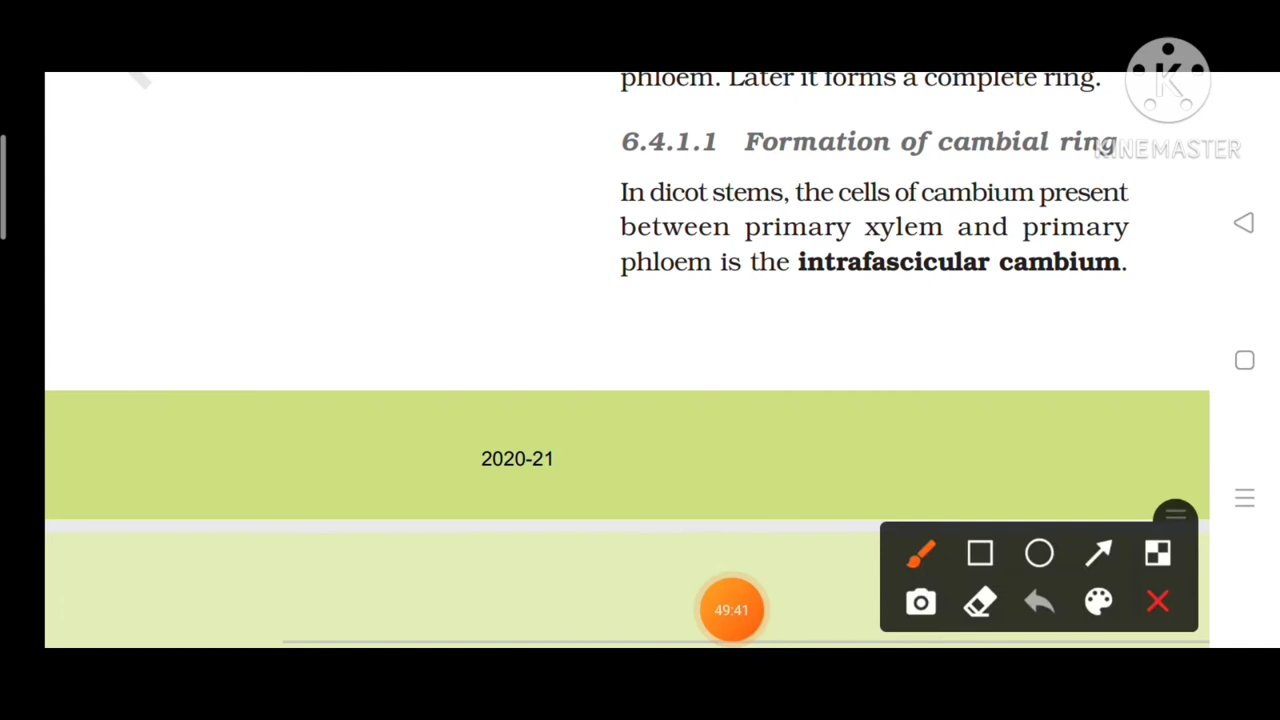 phloem. Later it forms a complete ring.
K
KINEMASTER
6.4.1.1 Formation of cambial ring
In dicot stems, the cells of cambium present
between primary xylem and primary
phloem is the intrafascicular cambium.
2020-21
49:41